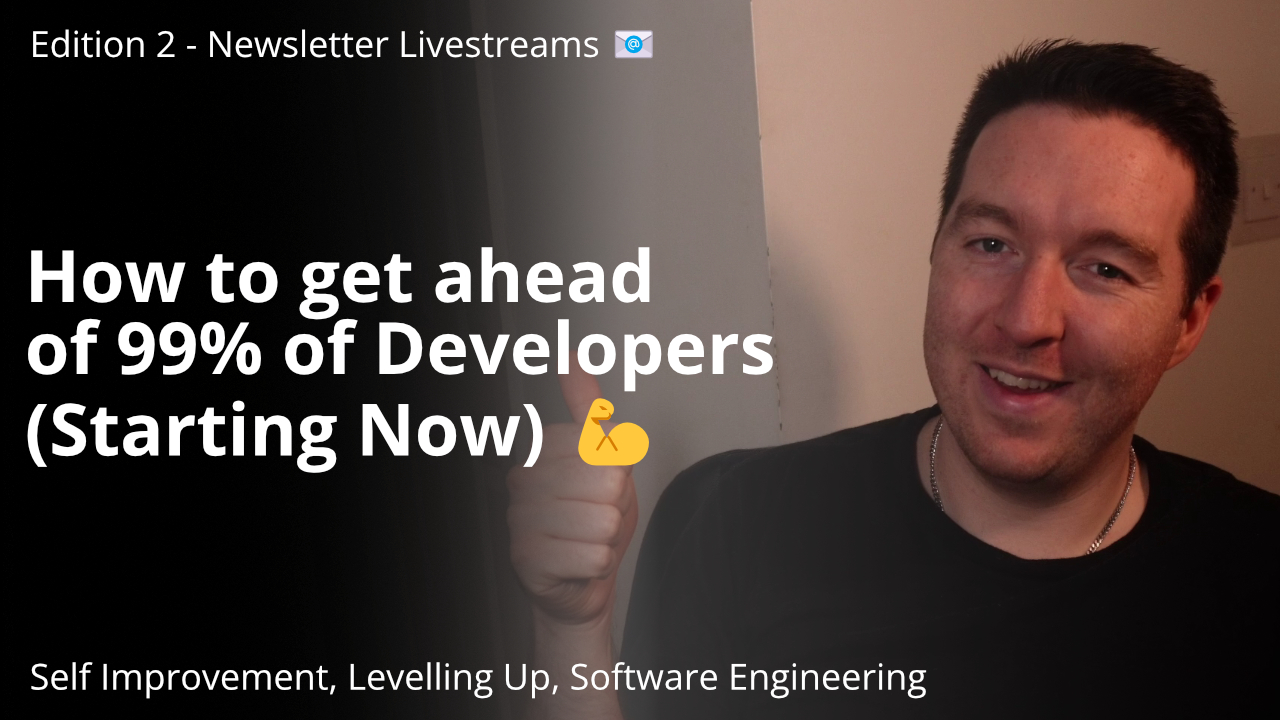 Edition 2 - Newsletter Livestreams 📧
How to get ahead
of 99% of Developers
(Starting Now) 💪
Self Improvement, Levelling Up, Software Engineering